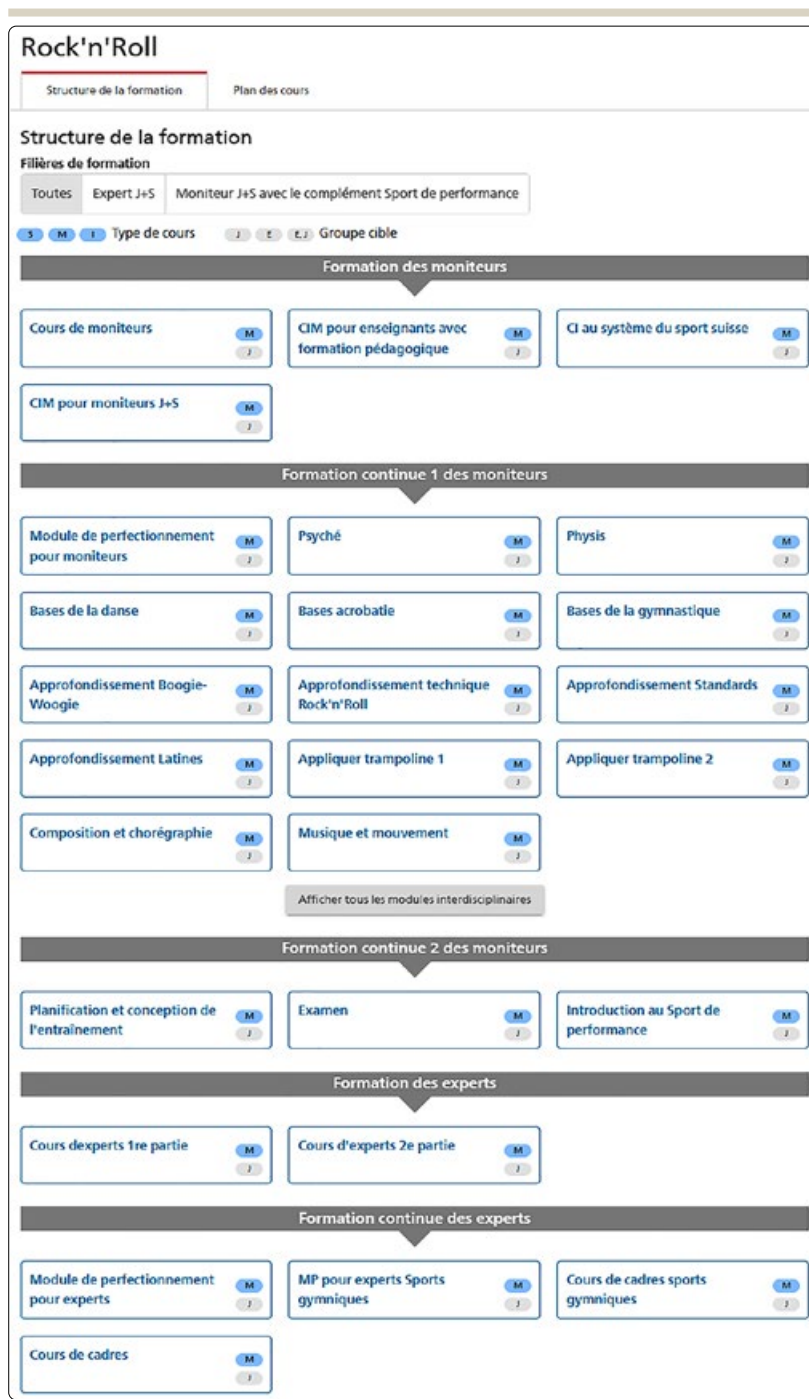 Rock'n'Roll
Structure de la formation Plan des cours
Structure de la formation
Filières de formation
Toutes Expert J+S Moniteur J+S avec le complément Sport de performance
S M I Type de cours J E E,J Groupe cible
Formation des moniteurs
Cours de moniteurs M J
CIM pour enseignants avec M
formation pédagogique J
CI au système du sport suisse M J
CIM pour moniteurs J+S M J
Formation continue 1 des moniteurs
Module de perfectionnement M
pour moniteurs J
Psyché M J
Physis M J
Bases de la danse M J
Bases acrobatie M J
Bases de la gymnastique M J
Approfondissement Boogie- M
Woogie J
Approfondissement technique M
Rock'n'Roll J
Approfondissement Standards M J
Approfondissement Latines M J
Appliquer trampoline 1 M J
Appliquer trampoline 2 M J
Composition et chorégraphie M J
Musique et mouvement M J
Afficher tous les modules interdisciplinaires
Formation continue 2 des moniteurs
Planification et conception de M
l'entraînement J
Examen M J
Introduction au Sport de M
performance J
Formation des experts
Cours dexperts 1re partie M J
Cours d'experts 2e partie M J
Formation continue des experts
Module de perfectionnement M
pour experts J
MP pour experts Sports M
gymniques J
Cours de cadres sports M
gymniques J
Cours de cadres M J